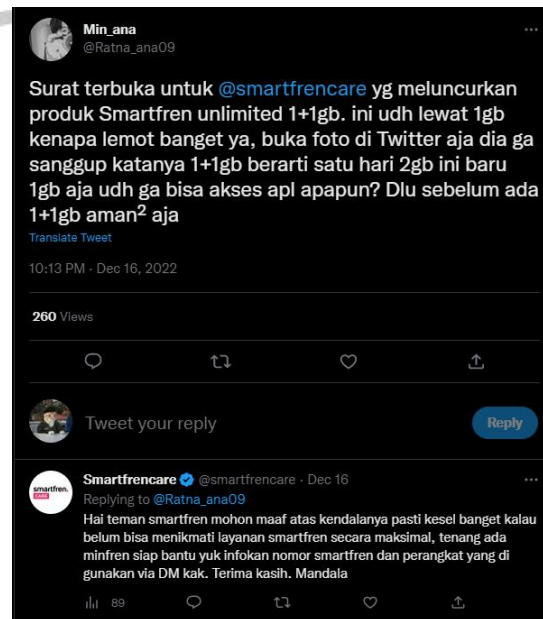 Min_ana
@Ratna_ana09
Surat terbuka untuk @smartfrencare yg meluncurkan
produk Smartfren unlimited 1+1gb. ini udh lewat 1gb
kenapa lemot banget ya, buka foto di Twitter aja dia ga
sanggup katanya 1+1gb berarti satu hari 2gb ini baru
1gb aja udh ga bisa akses apl apapun? Dlu sebelum ada
1+1gb aman² aja
Translate Tweet
10:13 PM · Dec 16, 2022
260 Views
Tweet your reply
Reply
smartfren.
CARE
Smartfrencare @smartfrencare · Dec 16
Replying to @Ratna_ana09
Hai teman smartfren mohon maaf atas kendalanya pasti kesel banget kalau
belum bisa menikmati layanan smartfren secara maksimal, tenang ada
minfren siap bantu yuk infokan nomor smartfren dan perangkat yang di
gunakan via DM kak. Terima kasih. Mandala
89